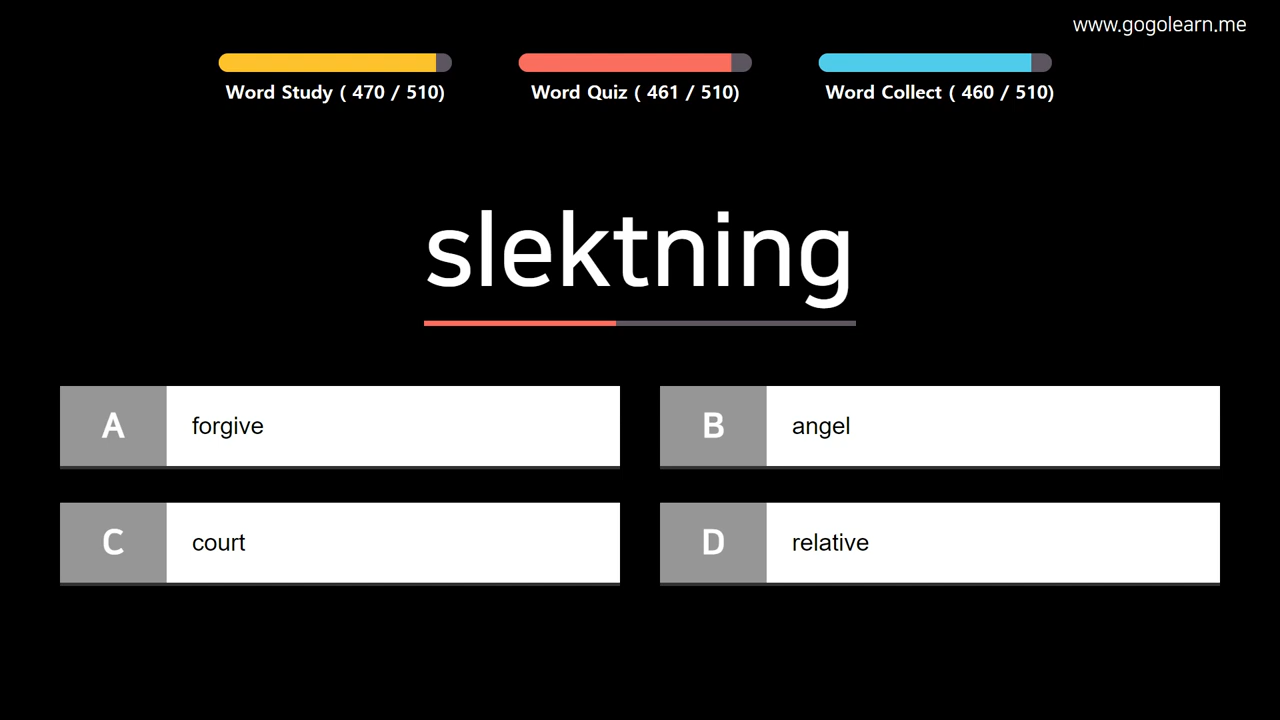 www.gogolearn.me
Word Study ( 470 / 510)
Word Quiz ( 461 / 510)
Word Collect ( 460 / 510)
slektning
A forgive
B angel
C court
D relative